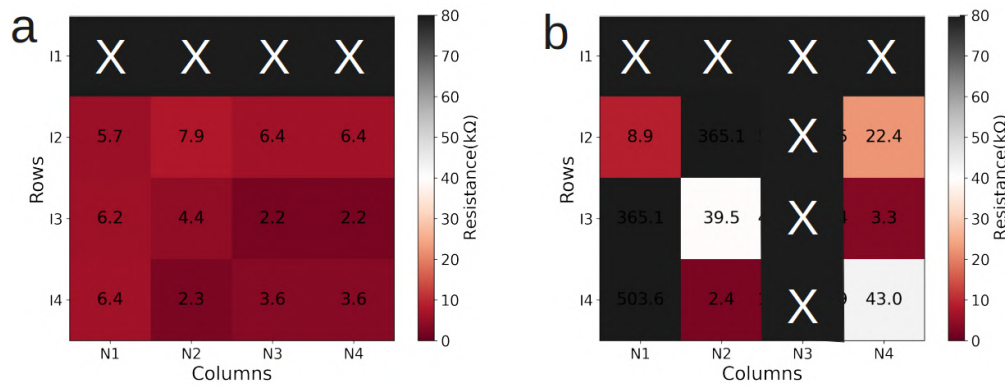 a
80
70
60
50
40
30
20
10
0
Resistance(kΩ)
Rows
I1 X X X X
I2 5.7 7.9 6.4 6.4
I3 6.2 4.4 2.2 2.2
I4 6.4 2.3 3.6 3.6
N1 N2 N3 N4
Columns
b
80
70
60
50
40
30
20
10
0
Resistance(kΩ)
Rows
I1 X X X X
I2 8.9 365.1 X 22.4
I3 365.1 39.5 X 3.3
I4 503.6 2.4 X 43.0
N1 N2 N3 N4
Columns